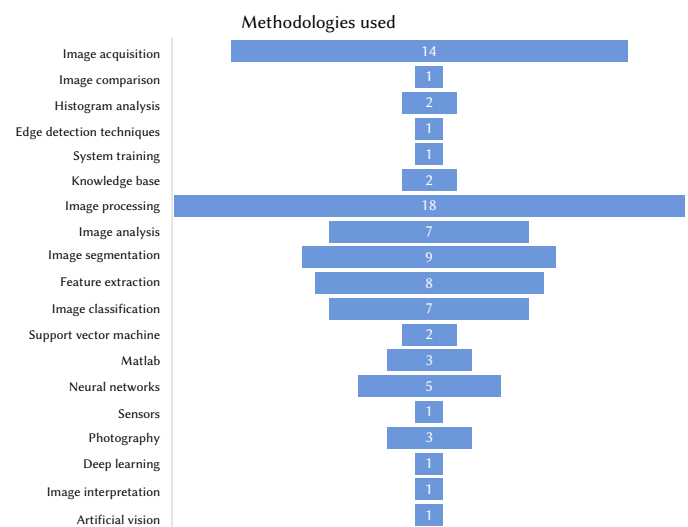 Methodologies used
Image acquisition 14
Image comparison 1
Histogram analysis 2
Edge detection techniques 1
System training 1
Knowledge base 2
Image processing 18
Image analysis 7
Image segmentation 9
Feature extraction 8
Image classification 7
Support vector machine 2
Matlab 3
Neural networks 5
Sensors 1
Photography 3
Deep learning 1
Image interpretation 1
Artificial vision 1